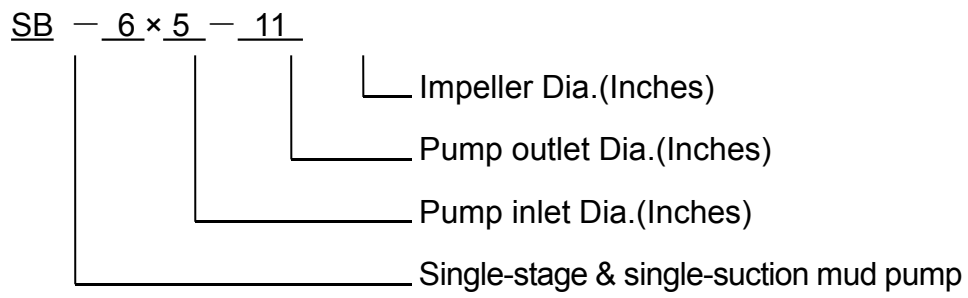 SB — 6 × 5 — 11
Impeller Dia.(Inches)
Pump outlet Dia.(Inches)
Pump inlet Dia.(Inches)
Single-stage & single-suction mud pump